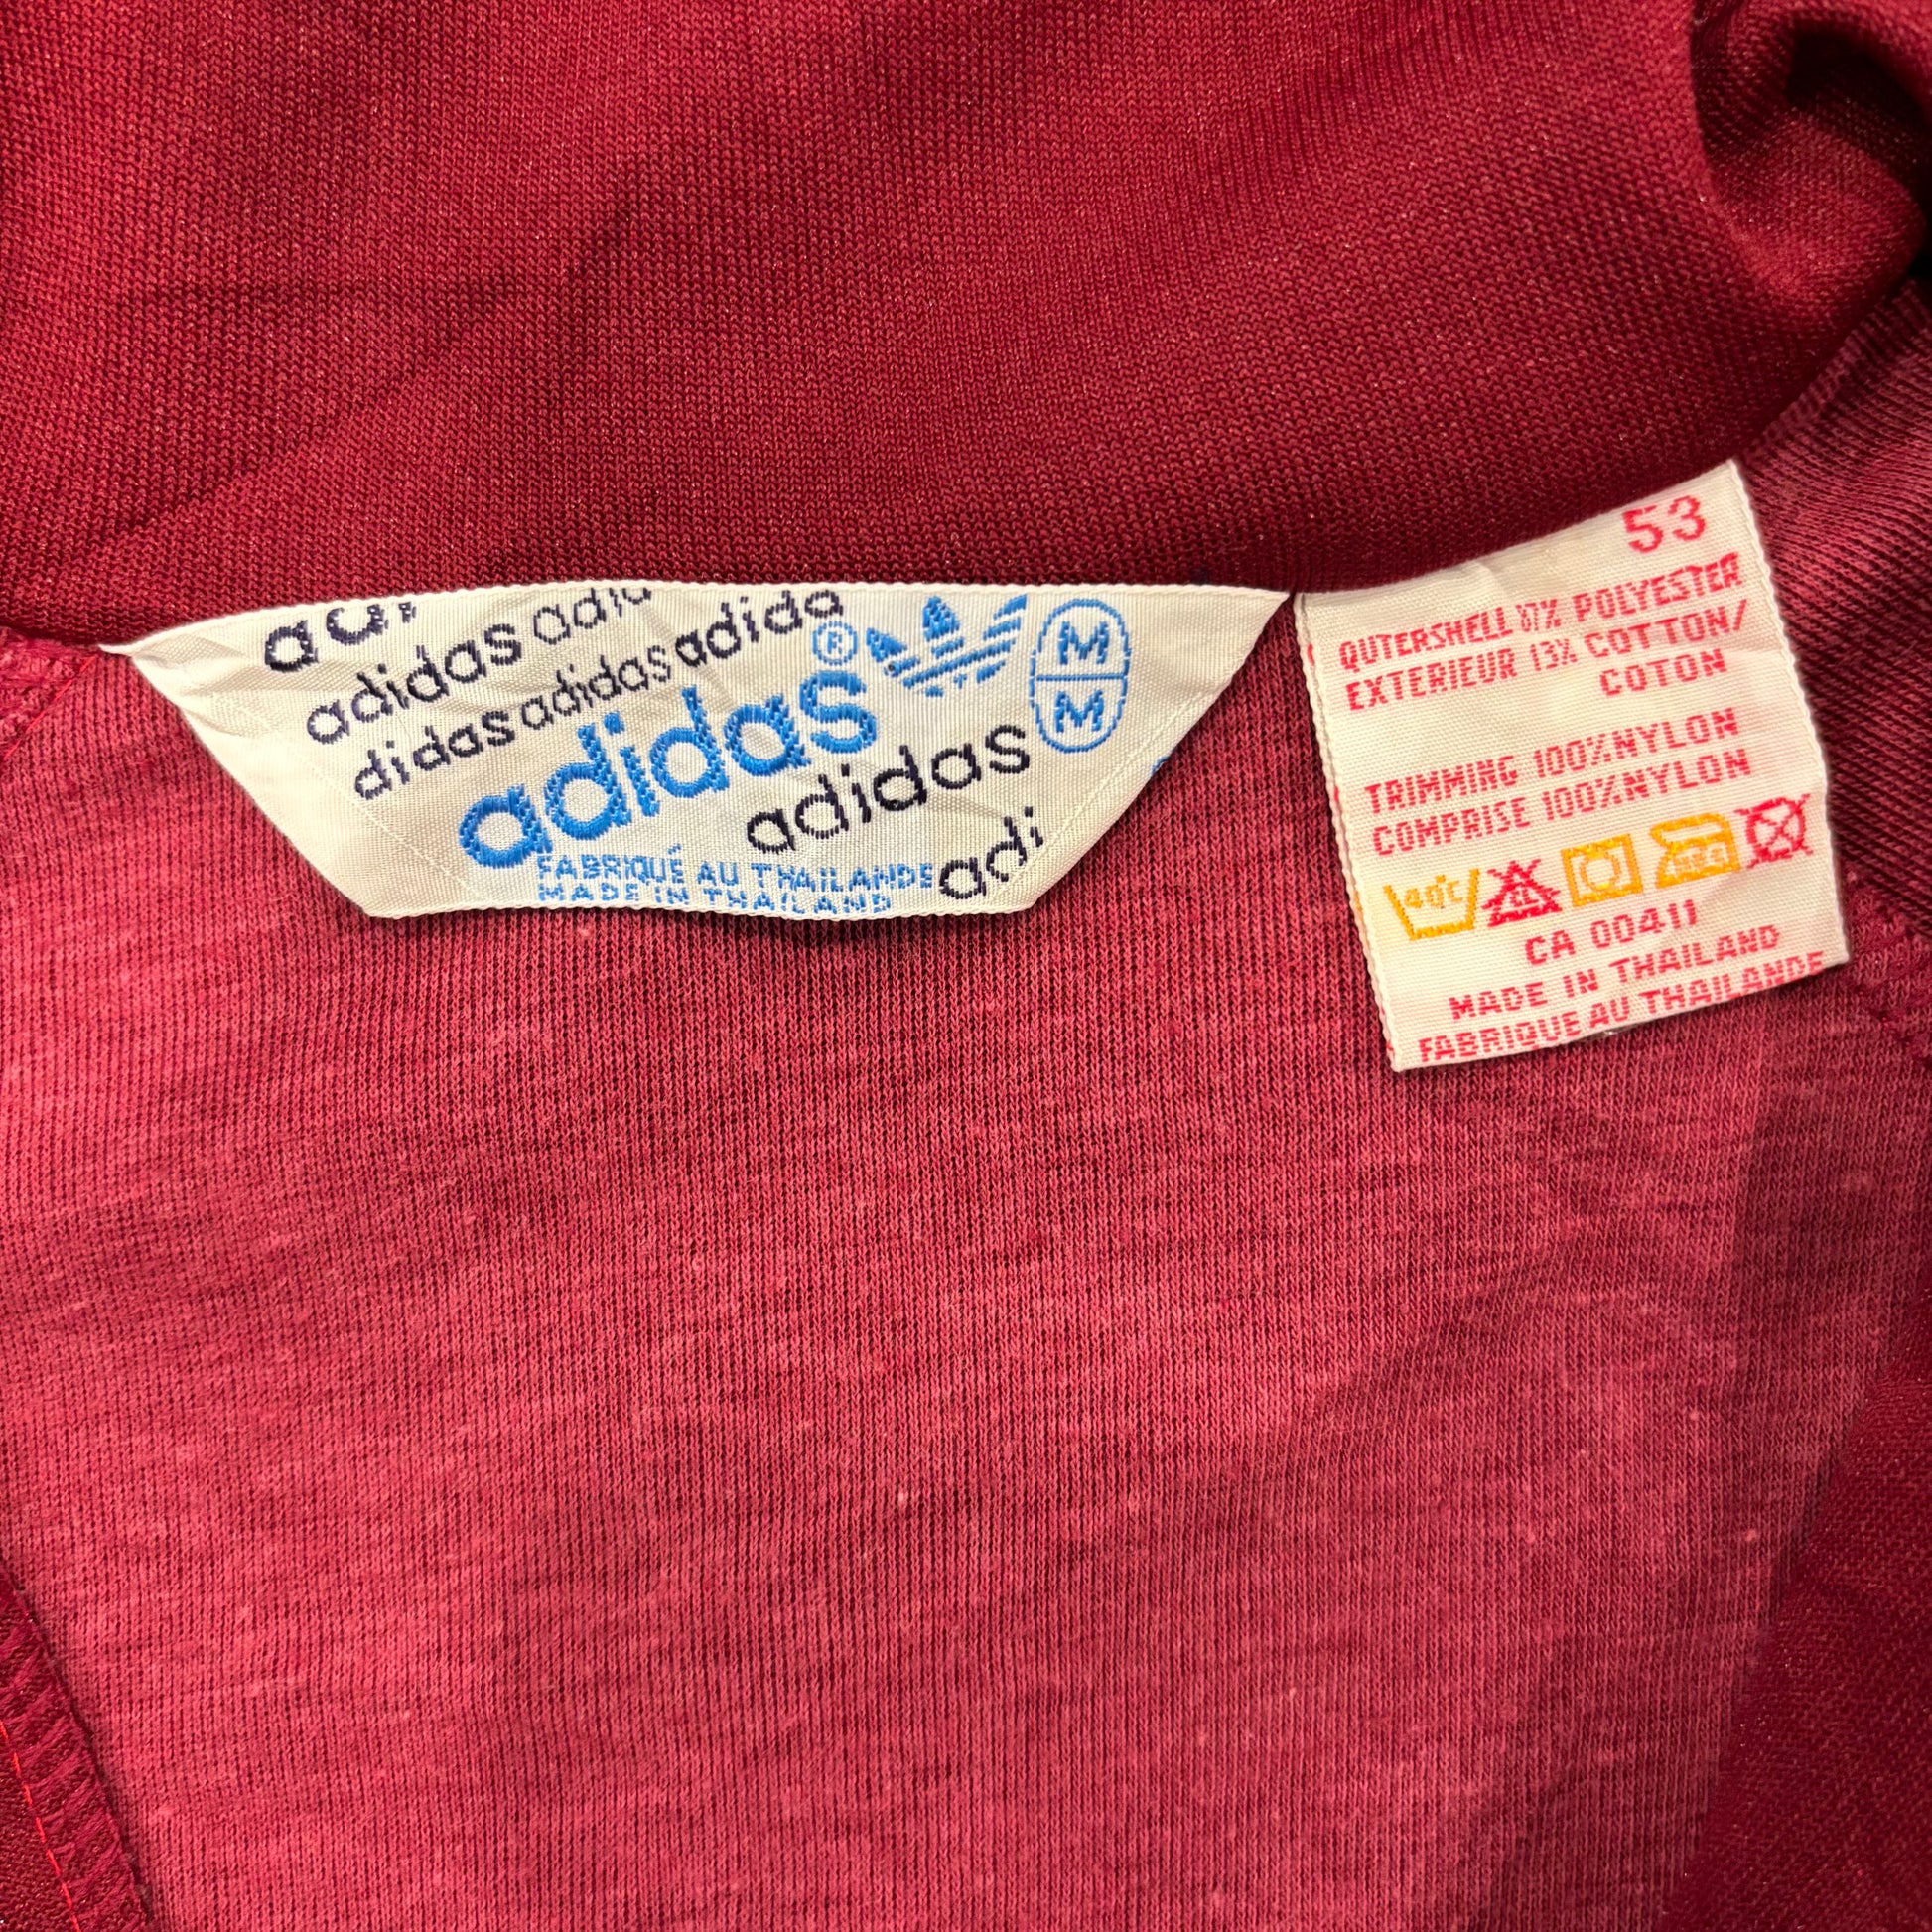 adidas adid
didas adidas adida
adidas ®
adidas
adi
M
M
FABRIQUÉ AU THAILANDE
MADE IN THAILAND
53
OUTERSHELL 87% POLYESTER
EXTERIEUR 13% COTTON/
COTON
TRIMMING 100%NYLON
COMPRISE 100%NYLON
40°C
CA 00411
MADE IN THAILAND
FABRIQUE AU THAILANDE